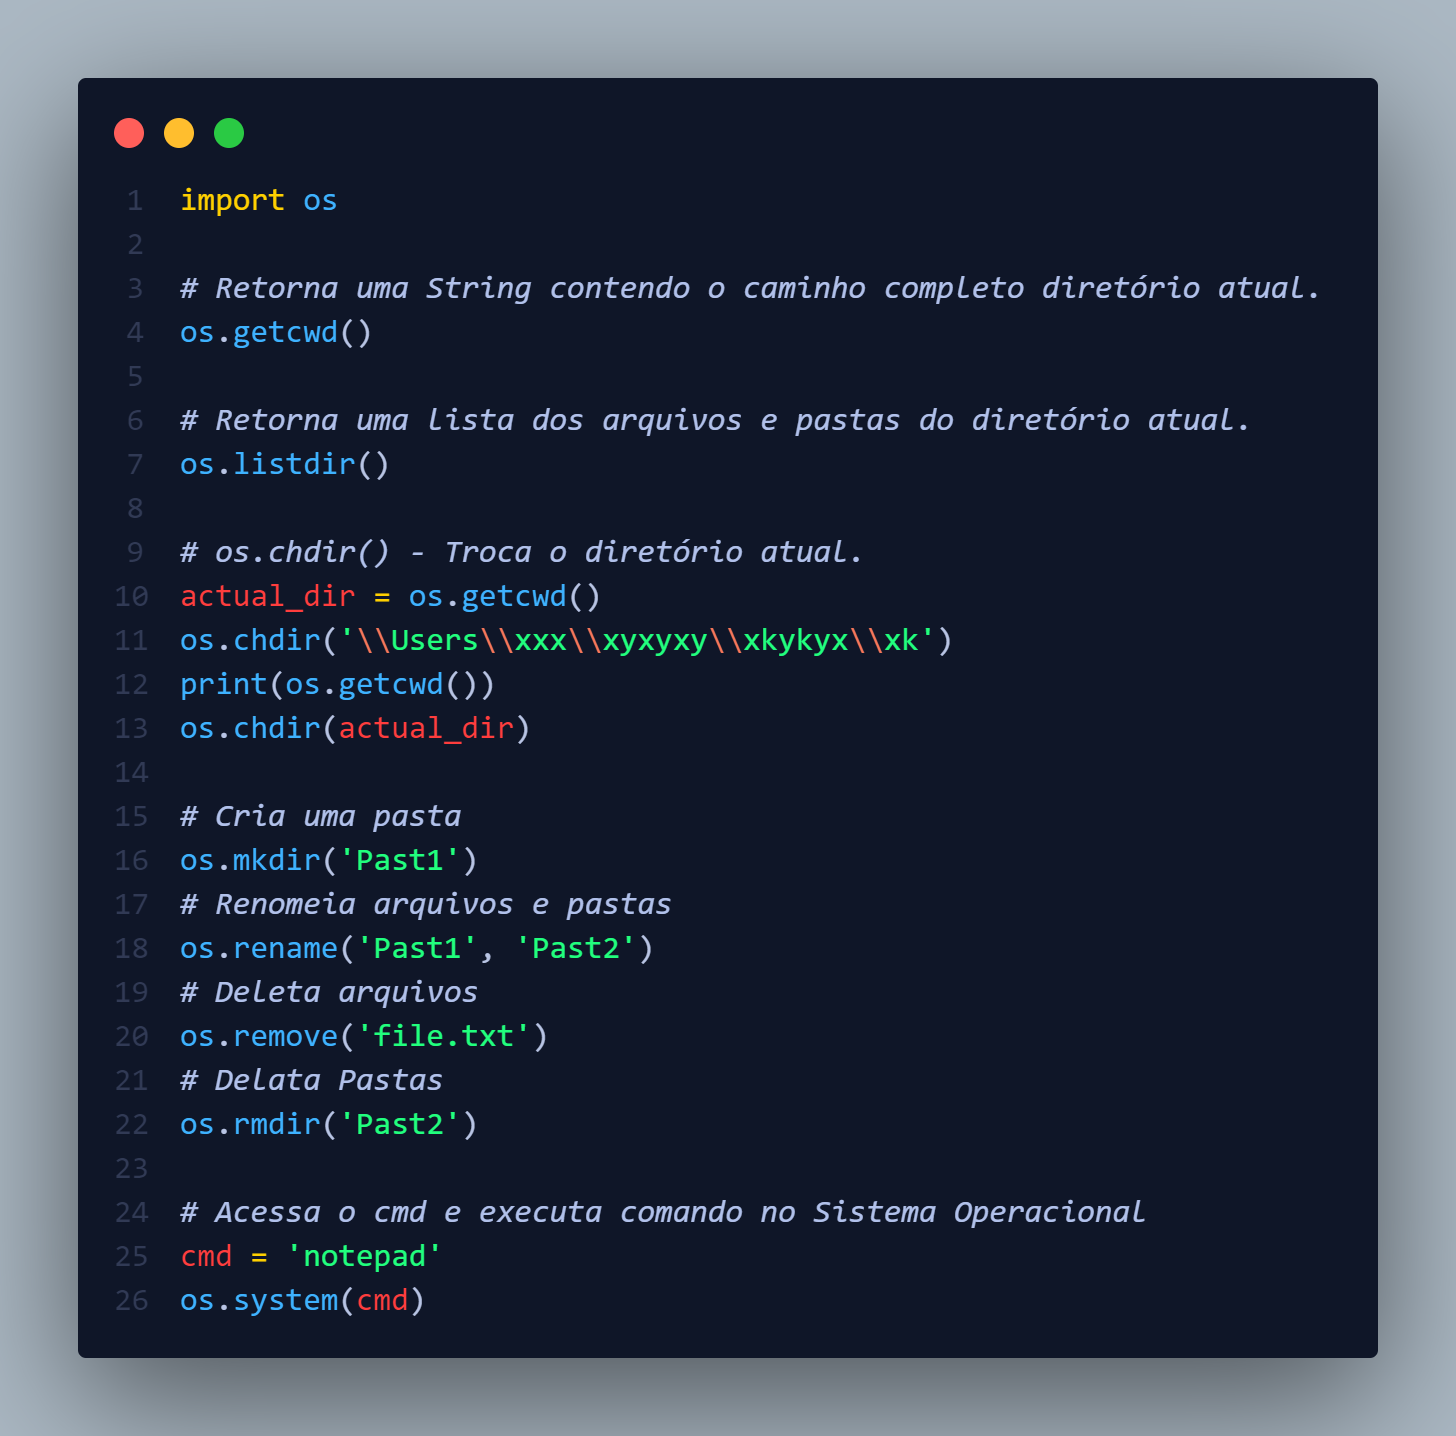 1 import os
2
3 # Retorna uma String contendo o caminho completo diretório atual.
4 os.getcwd()
5
6 # Retorna uma lista dos arquivos e pastas do diretório atual.
7 os.listdir()
8
9 # os.chdir() - Troca o diretório atual.
10 actual_dir = os.getcwd()
11 os.chdir('\\Users\\xxx\\xyxyxy\\xkykyx\\xk')
12 print(os.getcwd())
13 os.chdir(actual_dir)
14
15 # Cria uma pasta
16 os.mkdir('Past1')
17 # Renomeia arquivos e pastas
18 os.rename('Past1', 'Past2')
19 # Deleta arquivos
20 os.remove('file.txt')
21 # Delata Pastas
22 os.rmdir('Past2')
23
24 # Acessa o cmd e executa comando no Sistema Operacional
25 cmd = 'notepad'
26 os.system(cmd)